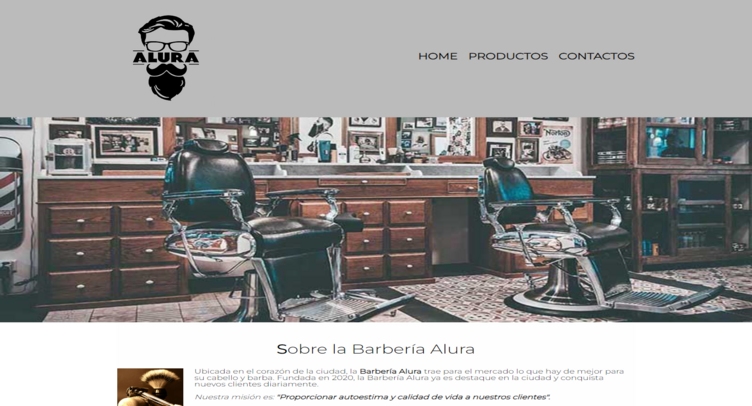 ALURA
HOME PRODUCTOS CONTACTOS
Norton
Sobre la Barbería Alura
Ubicada en el corazón de la ciudad, la Barbería Alura trae para el mercado lo que hay de mejor para
su cabello y barba. Fundada en 2020, la Barbería Alura ya es destaque en la ciudad y conquista
nuevos clientes diariamente.
Nuestra misión es: "Proporcionar autoestima y calidad de vida a nuestros clientes".